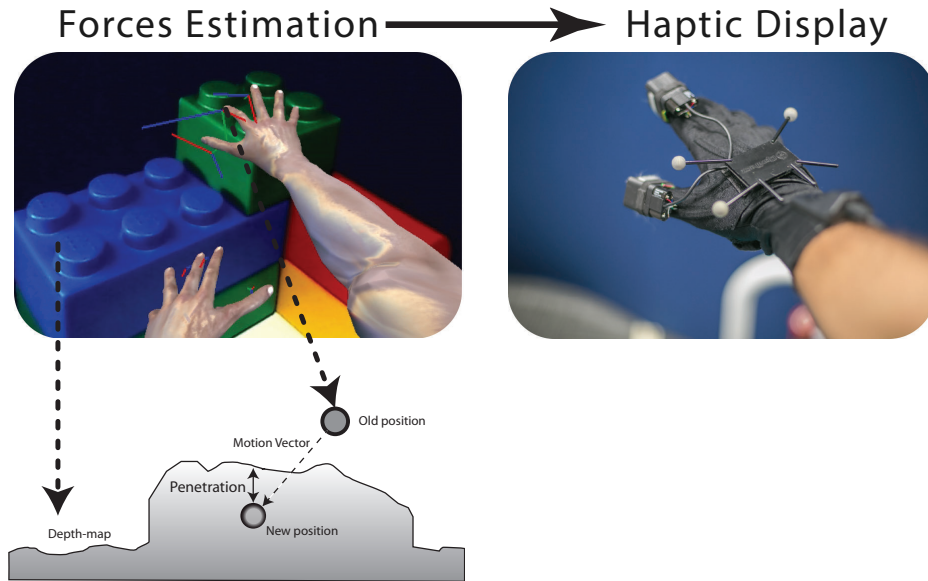 Forces Estimation
Haptic Display
Old position
Motion Vector
Penetration
New position
Depth-map